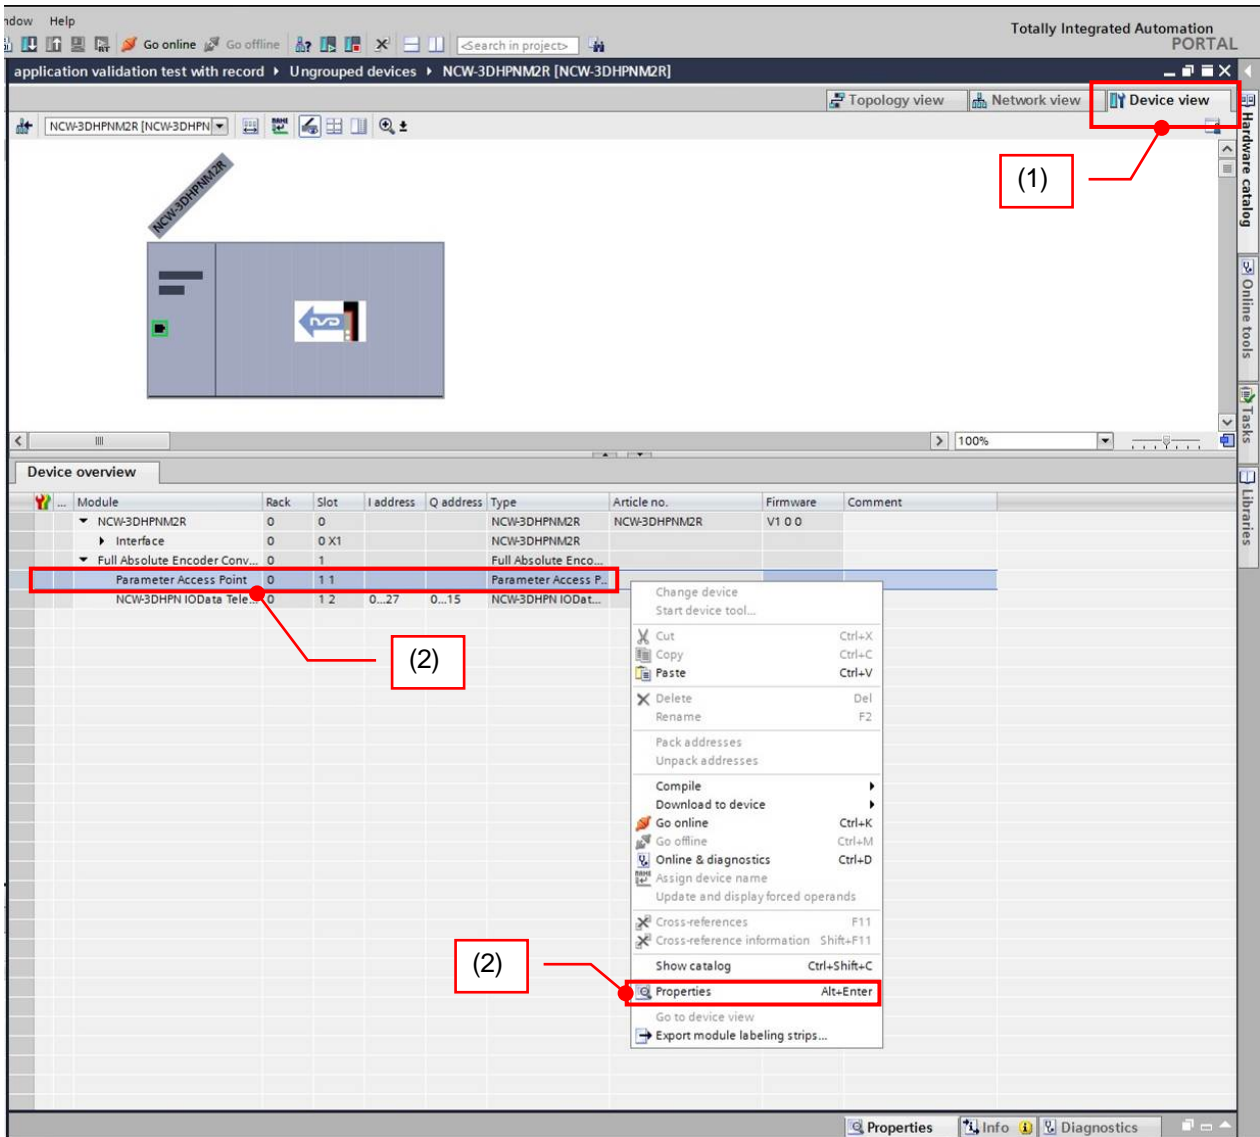 ndow Help
Totally Integrated Automation
PORTAL
Go online Go offline <Search in project>
application validation test with record ▸ Ungrouped devices ▸ NCW-3DHPNM2R [NCW-3DHPNM2R]
Topology view Network view Device view
NCW-3DHPNM2R [NCW-3DHPN
(1)
NCW-3DHPNM2R
Hardware catalog
Online tools
Tasks
Libraries
100%
Device overview
... Module Rack Slot I address Q address Type Article no. Firmware Comment
NCW-3DHPNM2R 0 0 NCW-3DHPNM2R NCW-3DHPNM2R V1 0 0
Interface 0 0 X1 NCW-3DHPNM2R
Full Absolute Encoder Conv... 0 1 Full Absolute Enco...
Parameter Access Point 0 1 1 Parameter Access P...
NCW-3DHPN IOData Tele... 0 1 2 0...27 0...15 NCW-3DHPN IODat...
(2)
Change device
Start device tool...
Cut Ctrl+X
Copy Ctrl+C
Paste Ctrl+V
Delete Del
Rename F2
Pack addresses
Unpack addresses
Compile
Download to device
Go online Ctrl+K
Go offline Ctrl+M
Online & diagnostics Ctrl+D
Assign device name
Update and display forced operands
Cross-references F11
Cross-reference information Shift+F11
Show catalog Ctrl+Shift+C
(2)
Properties Alt+Enter
Go to device view
Export module labeling strips...
Properties Info Diagnostics